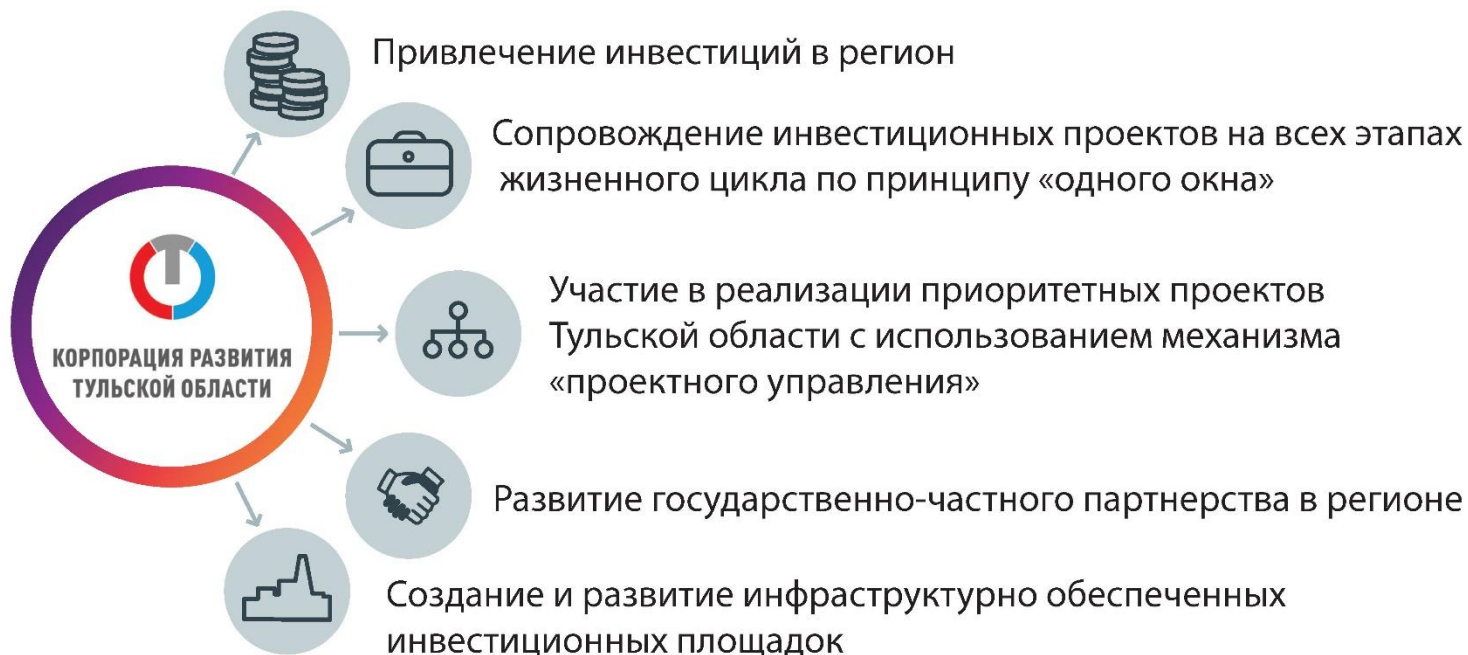 Привлечение инвестиций в регион
Сопровождение инвестиционных проектов на всех этапах
жизненного цикла по принципу «одного окна»
КОРПОРАЦИЯ РАЗВИТИЯ
ТУЛЬСКОЙ ОБЛАСТИ
Участие в реализации приоритетных проектов
Тульской области с использованием механизма
«проектного управления»
Развитие государственно-частного партнерства в регионе
Создание и развитие инфраструктурно обеспеченных
инвестиционных площадок